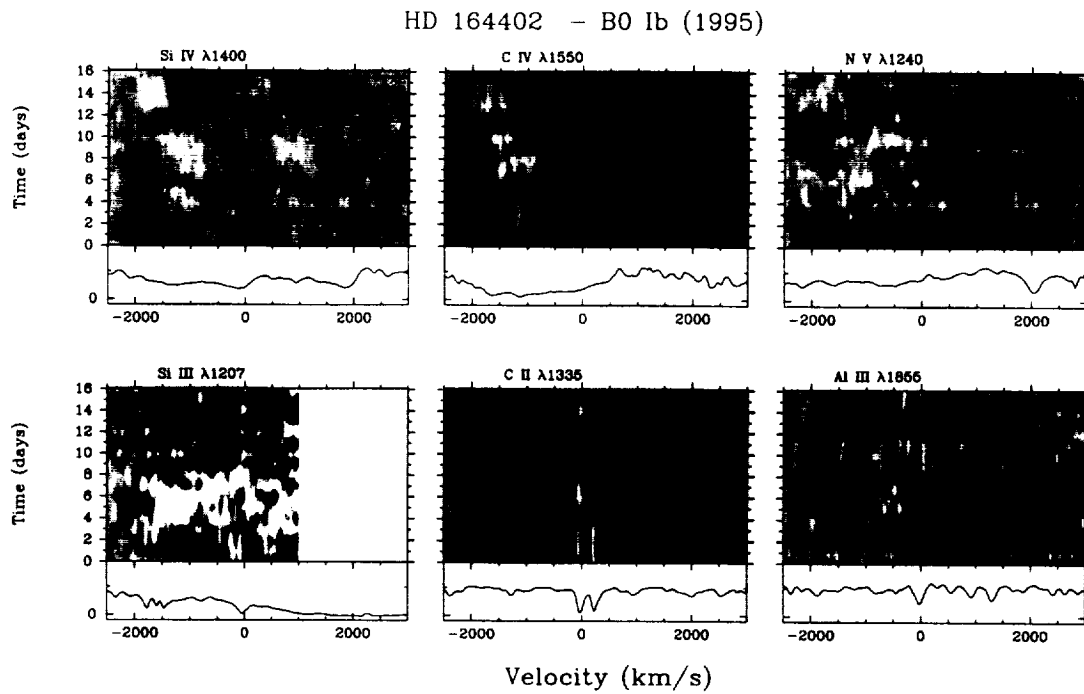 HD 164402 – B0 Ib (1995)
Si IV λ1400
C IV λ1550
N V λ1240
Time (days)
16
14
12
10
8
6
4
2
0
0
−2000 0 2000
−2000 0 2000
−2000 0 2000
Si III λ1207
C II λ1335
Al III λ1855
Time (days)
16
14
12
10
8
6
4
2
0
0
−2000 0 2000
−2000 0 2000
−2000 0 2000
Velocity (km/s)